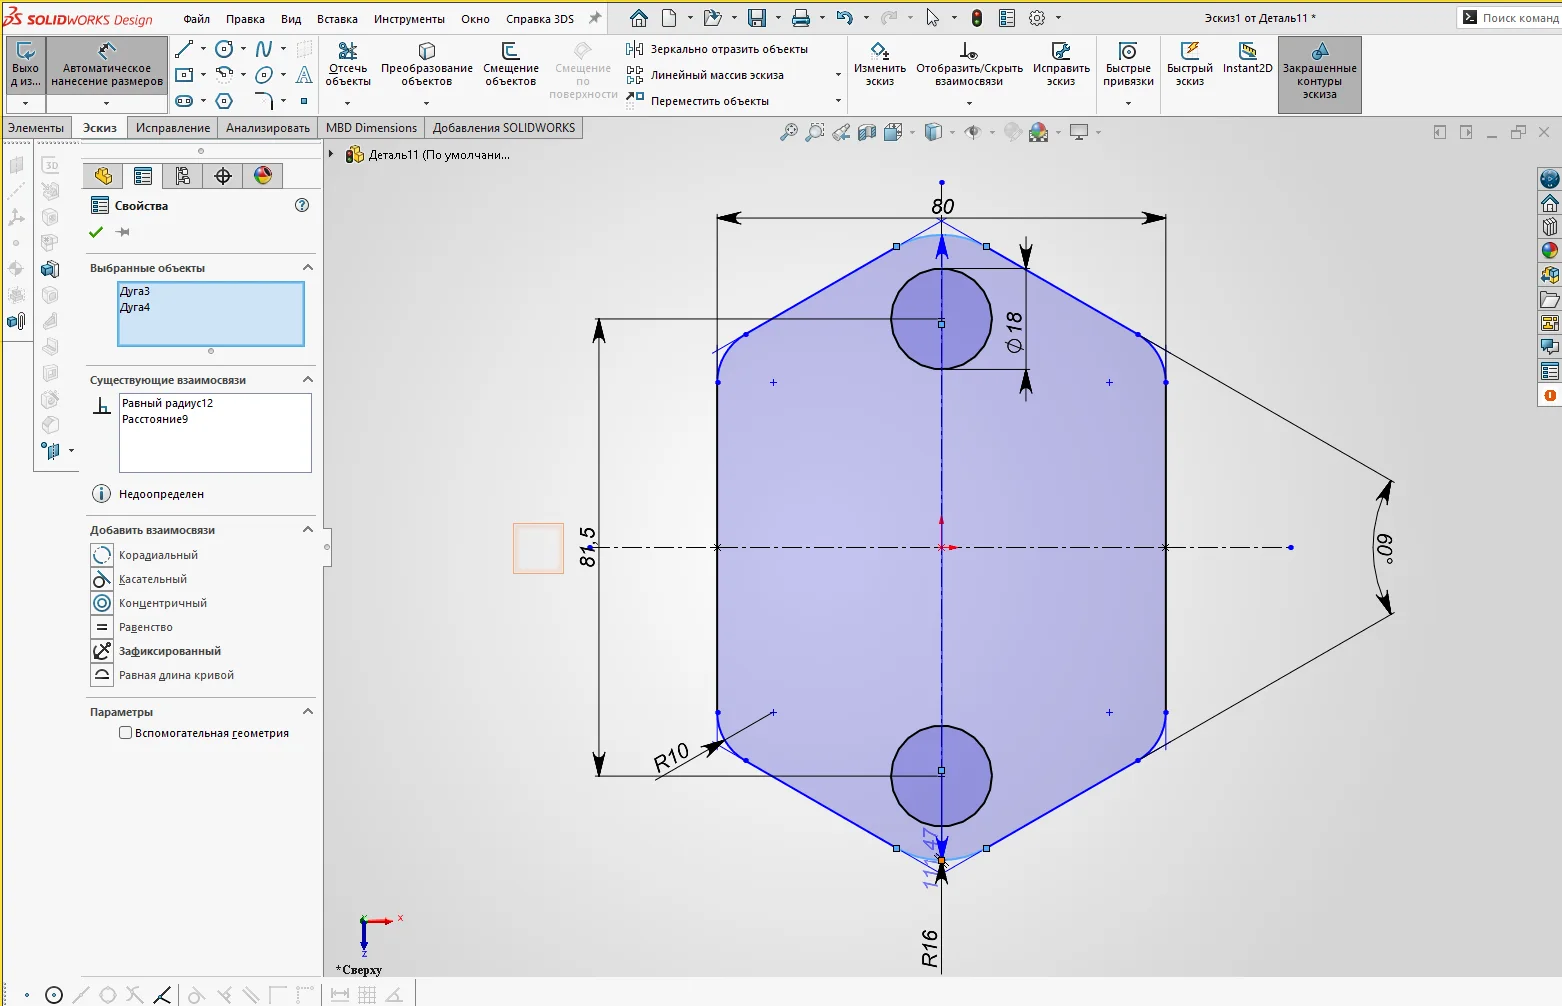 SOLIDWORKS Design
Файл Правка Вид Вставка Инструменты Окно Справка 3DS
Эскиз1 от Деталь11 *
Поиск команд
Выхо
д из...
Автоматическое
нанесение размеров
Отсечь
объекты
Преобразование
объектов
Смещение
объектов
Смещение
по
поверхности
Зеркально отразить объекты
Линейный массив эскиза
Переместить объекты
Изменить
эскиз
Отобразить/Скрыть
взаимосвязи
Исправить
эскиз
Быстрые
привязки
Быстрый
эскиз
Instant2D
Закрашенные
контуры
эскиза
Элементы Эскиз Исправление Анализировать MBD Dimensions Добавления SOLIDWORKS
Деталь11 (По умолчани...
Свойства
Выбранные объекты
Дуга3
Дуга4
Существующие взаимосвязи
Равный радиус12
Расстояние9
Недоопределен
Добавить взаимосвязи
Корадиальный
Касательный
Концентричный
Равенство
Зафиксированный
Равная длина кривой
Параметры
Вспомогательная геометрия
80
∅18
81,5
60°
R10
R16
X
Z
*Сверху